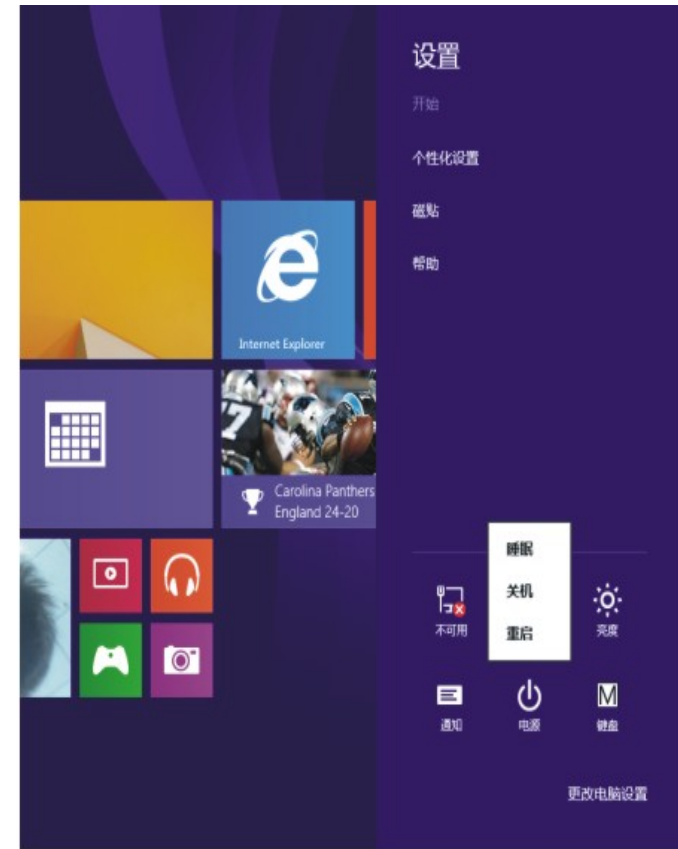 设置
开始
个性化设置
磁贴
帮助
Internet Explorer
17
Carolina Panthers
England 24-20
睡眠
关机
重启
不可用
亮度
通知
电源
M
键盘
更改电脑设置